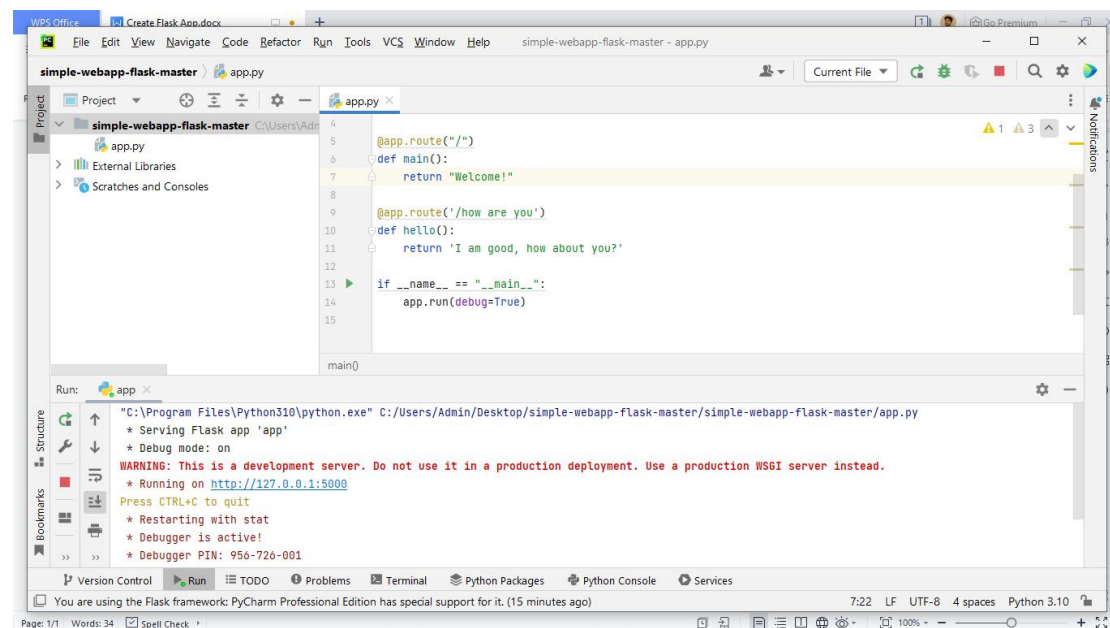 WPS Office Create Flask App.docx + 1 Go Premium
File Edit View Navigate Code Refactor Run Tools VCS Window Help simple-webapp-flask-master - app.py
simple-webapp-flask-master app.py Current File
Project Project app.py
simple-webapp-flask-master C:\Users\Adm 4 1 3
app.py 5 @app.route("/")
External Libraries 6 def main():
Scratches and Consoles 7 return "Welcome!"
8
9 @app.route('/how are you')
10 def hello():
11 return 'I am good, how about you?'
12
13 if __name__ == "__main__":
14 app.run(debug=True)
15
main()
Notifications
Run: app
"C:\Program Files\Python310\python.exe" C:/Users/Admin/Desktop/simple-webapp-flask-master/simple-webapp-flask-master/app.py
* Serving Flask app 'app'
* Debug mode: on
WARNING: This is a development server. Do not use it in a production deployment. Use a production WSGI server instead.
* Running on http://127.0.0.1:5000
Press CTRL+C to quit
* Restarting with stat
* Debugger is active!
* Debugger PIN: 956-726-001
Structure
Bookmarks
Version Control Run TODO Problems Terminal Python Packages Python Console Services
You are using the Flask framework: PyCharm Professional Edition has special support for it. (15 minutes ago) 7:22 LF UTF-8 4 spaces Python 3.10
Page: 1/1 Words: 34 Spell Check 100%